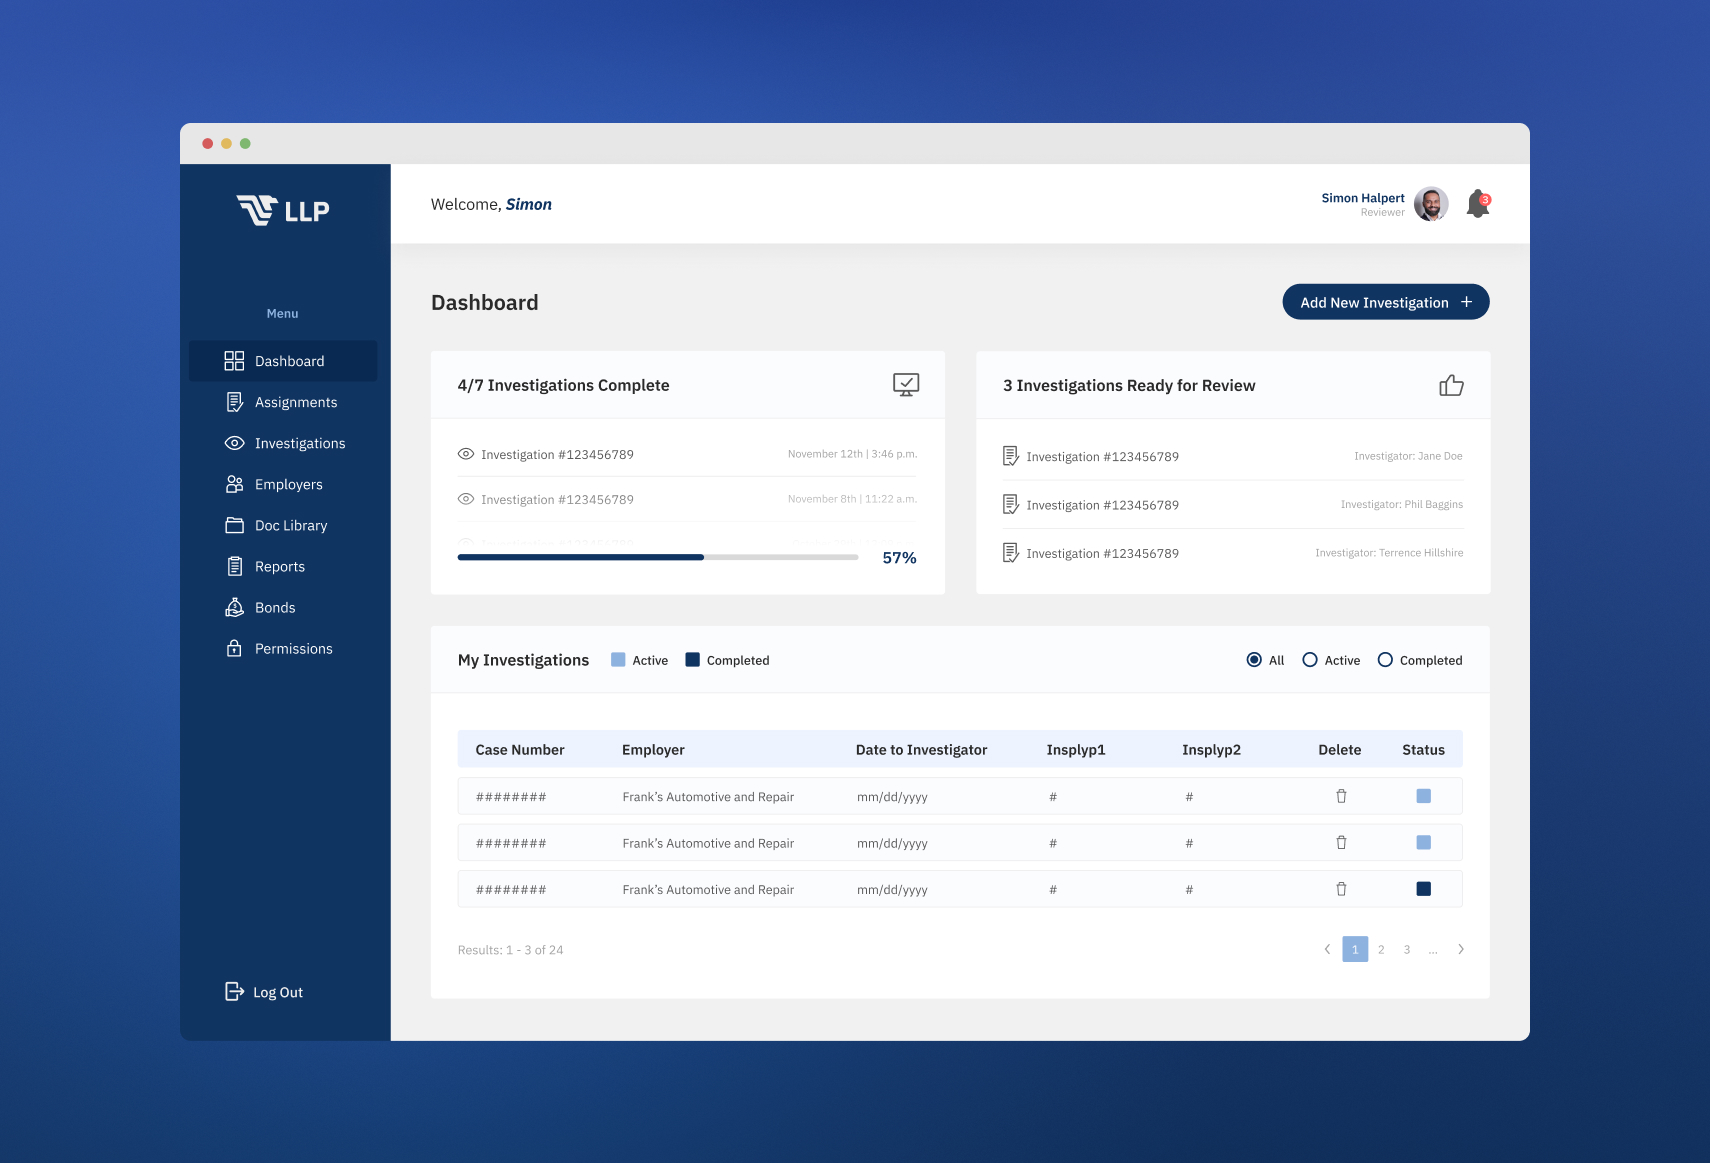 LLP
Welcome, Simon
Simon Halpert
Reviewer
3
Menu
Dashboard
Assignments
Investigations
Employers
Doc Library
Reports
Bonds
Permissions
Log Out
Dashboard
Add New Investigation +
4/7 Investigations Complete
Investigation #123456789 November 12th | 3:46 p.m.
Investigation #123456789 November 8th | 11:22 a.m.
Investigation #123456789
57%
3 Investigations Ready for Review
Investigation #123456789 Investigator: Jane Doe
Investigation #123456789 Investigator: Phil Baggins
Investigation #123456789 Investigator: Terrence Hillshire
My Investigations Active Completed All Active Completed
Case Number Employer Date to Investigator Insplyp1 Insplyp2 Delete Status
######## Frank’s Automotive and Repair mm/dd/yyyy # #
######## Frank’s Automotive and Repair mm/dd/yyyy # #
######## Frank’s Automotive and Repair mm/dd/yyyy # #
Results: 1 - 3 of 24 < 1 2 3 ... >